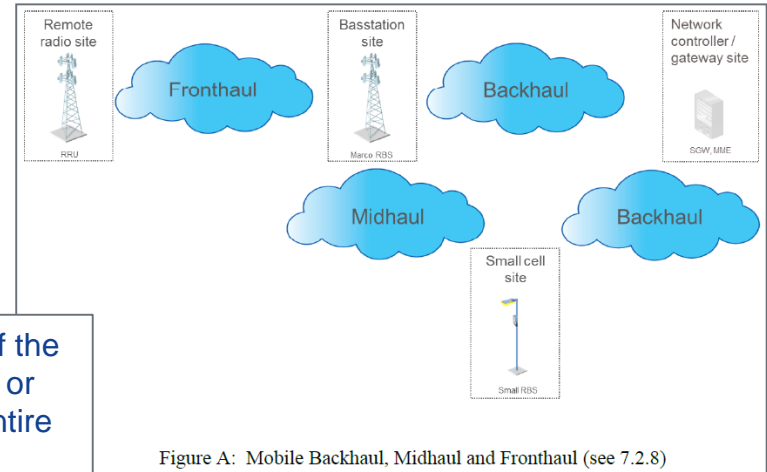 Remote
radio site
RRU
Fronthaul
Basstation
site
Marco RBS
Backhaul
Network
controller /
gateway site
SGW, MME
Midhaul
Backhaul
Small cell
site
Small RBS
f the
or
ntire
Figure A: Mobile Backhaul, Midhaul and Fronthaul (see 7.2.8)